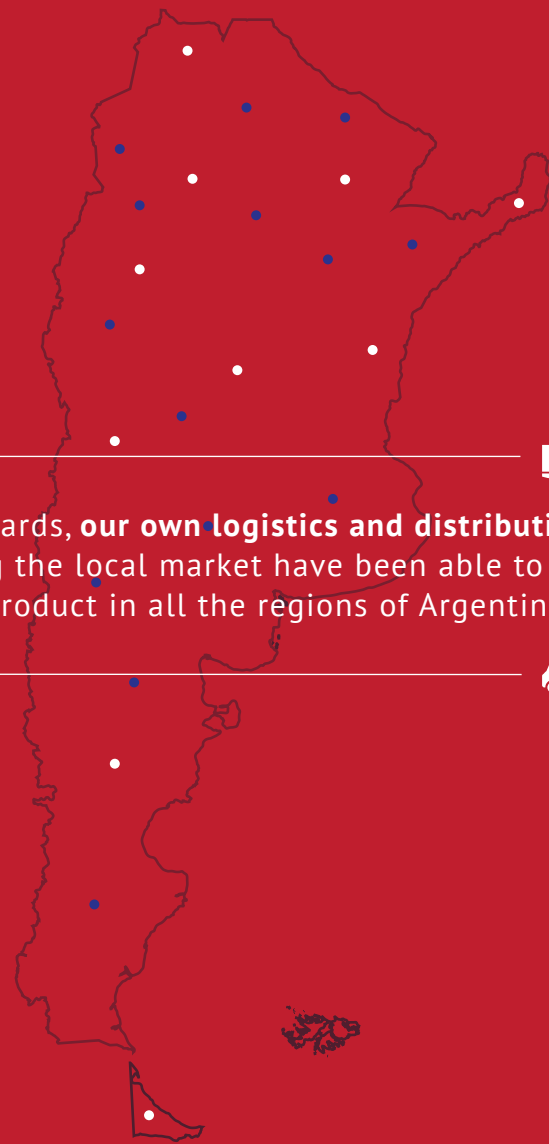 ards, our own logistics and distributi
the local market have been able to
roduct in all the regions of Argentin